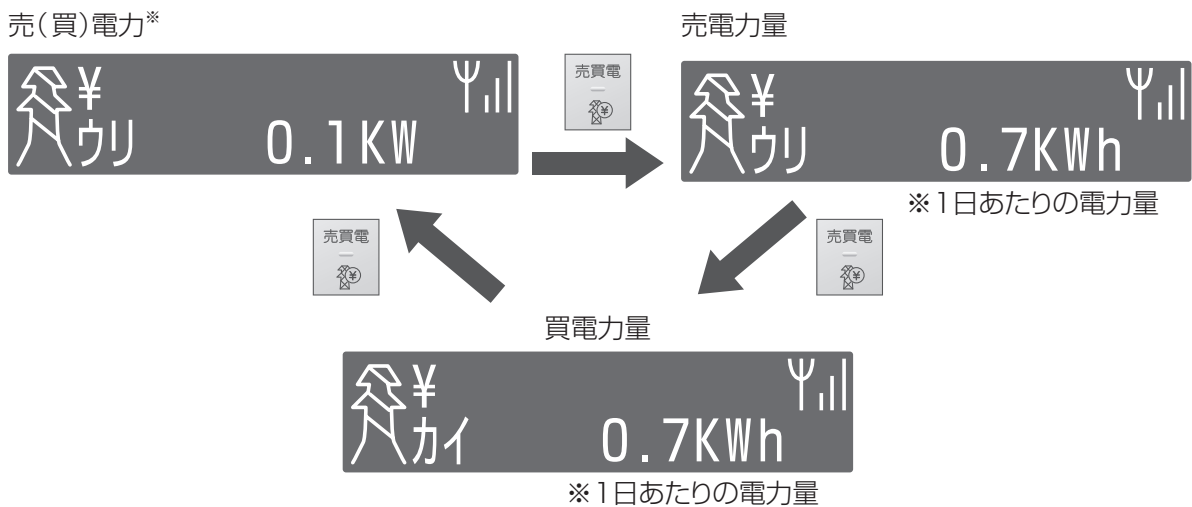 売(買)電力※
¥
ウリ 0.1KW
売買電
¥
売電力量
¥
ウリ 0.7KWh
※1日あたりの電力量
売買電
¥
売買電
¥
買電力量
¥
カイ 0.7KWh
※1日あたりの電力量